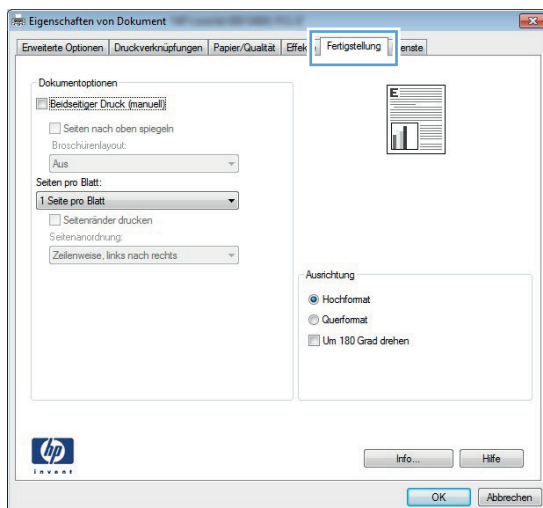 Eigenschaften von Dokument
Erweiterte Optionen Druckverknüpfungen Papier/Qualität Fertigstellung
Dokumentoptionen
Beidseitiger Druck (manuell)
Seiten nach oben spiegeln
Broschürenlayout:
Aus
Seiten pro Blatt:
1 Seite pro Blatt
Seitenränder drucken
Seitenanordnung:
Zeilenweise, links nach rechts
E
Ausrichtung
Hochformat
Querformat
Um 180 Grad drehen
hp
invent
Info... Hilfe
OK Abbrechen